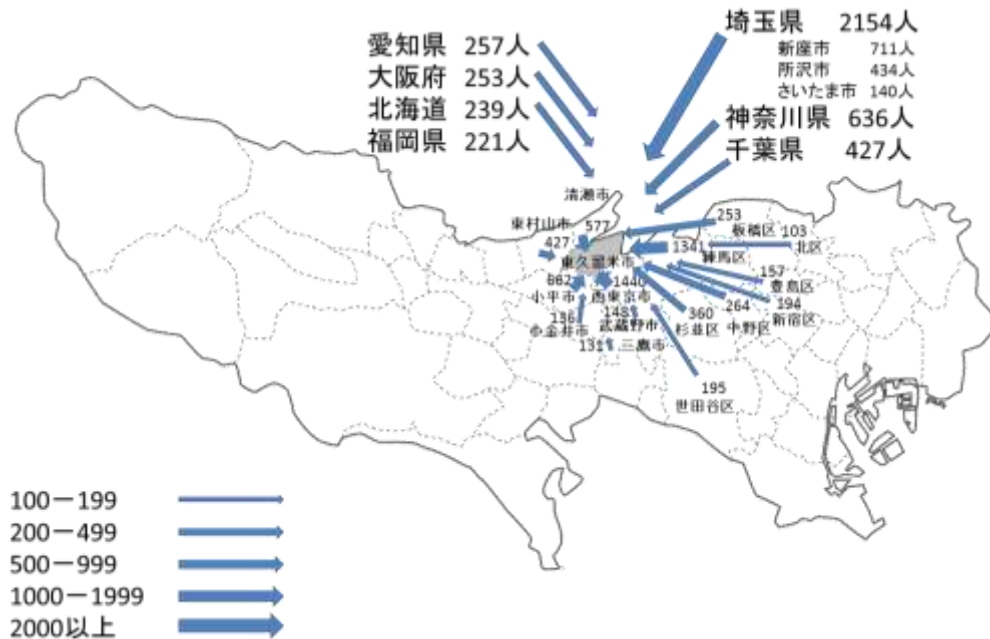 愛知県 257人
大阪府 253人
北海道 239人
福岡県 221人
埼玉県 2154人
新座市 711人
所沢市 434人
さいたま市 140人
神奈川県 636人
千葉県 427人
清瀬市
577
東村山市
427
東久留米市
662
小平市
1440
西東京市
136
小金井市
148
武蔵野市
131
三鷹市
253
板橋区
103
北区
1341
練馬区
157
豊島区
194
新宿区
264
中野区
360
杉並区
195
世田谷区
100－199
200－499
500－999
1000－1999
2000以上